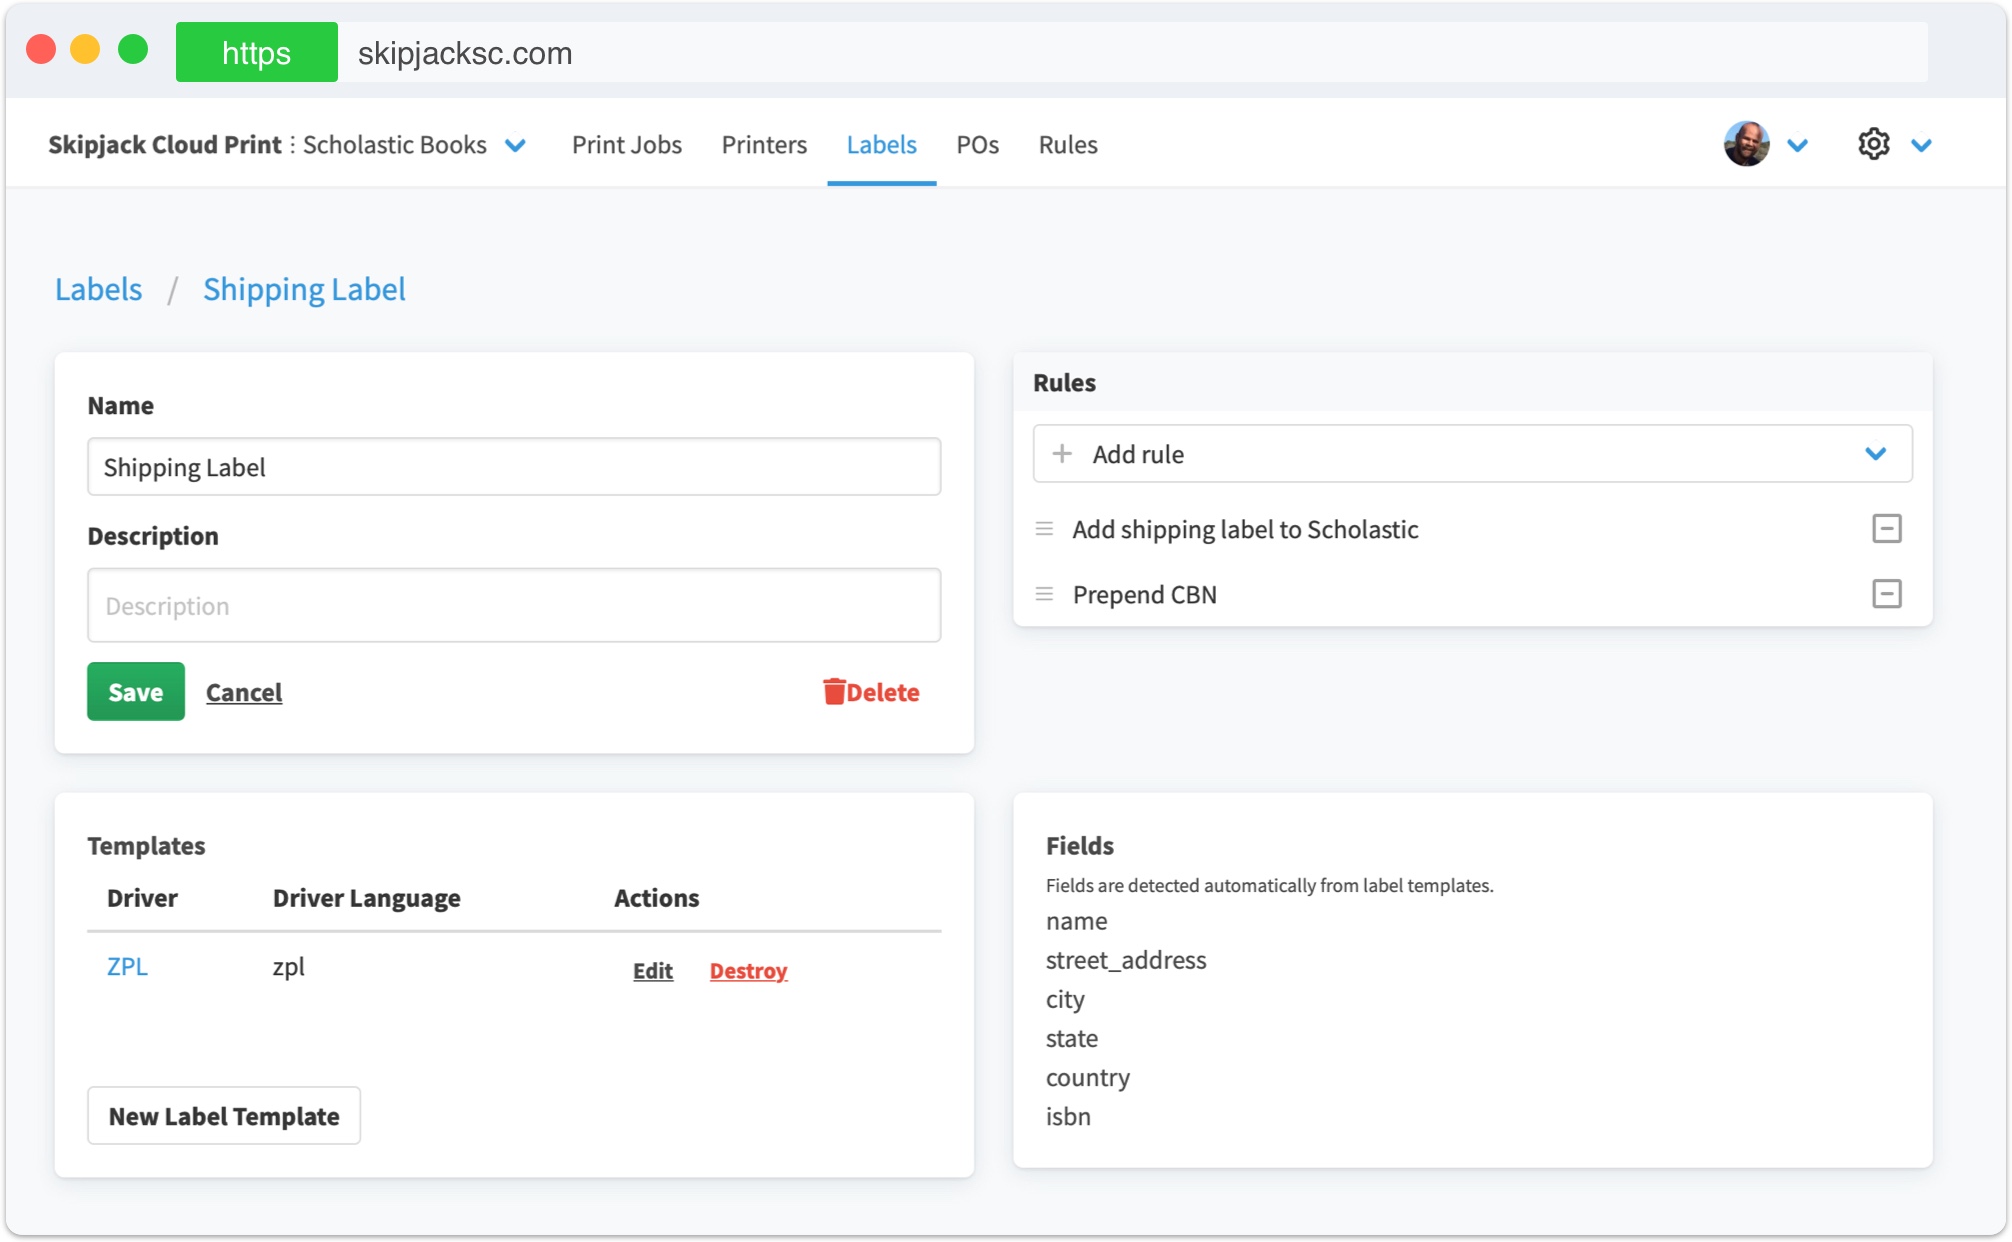 https skipjacksc.com
Skipjack Cloud Print : Scholastic Books Print Jobs Printers Labels POs Rules
Labels / Shipping Label
Name
Shipping Label
Description
Description
Save Cancel Delete
Rules
+ Add rule
Add shipping label to Scholastic
Prepend CBN
Templates
Driver Driver Language Actions
ZPL zpl Edit Destroy
New Label Template
Fields
Fields are detected automatically from label templates.
name
street_address
city
state
country
isbn